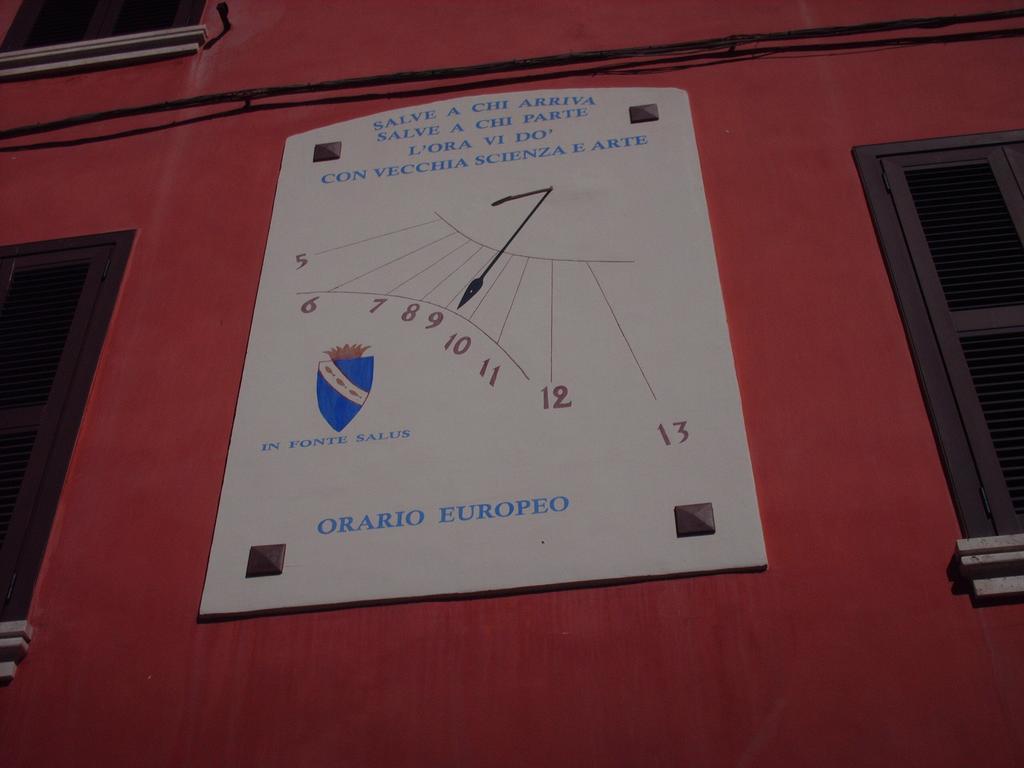 SALVE A CHI ARRIVA
SALVE A CHI PARTE
L'ORA VI DO'
CON VECCHIA SCIENZA E ARTE
5
6
7
8
9
10
11
12
13
IN FONTE SALUS
ORARIO EUROPEO